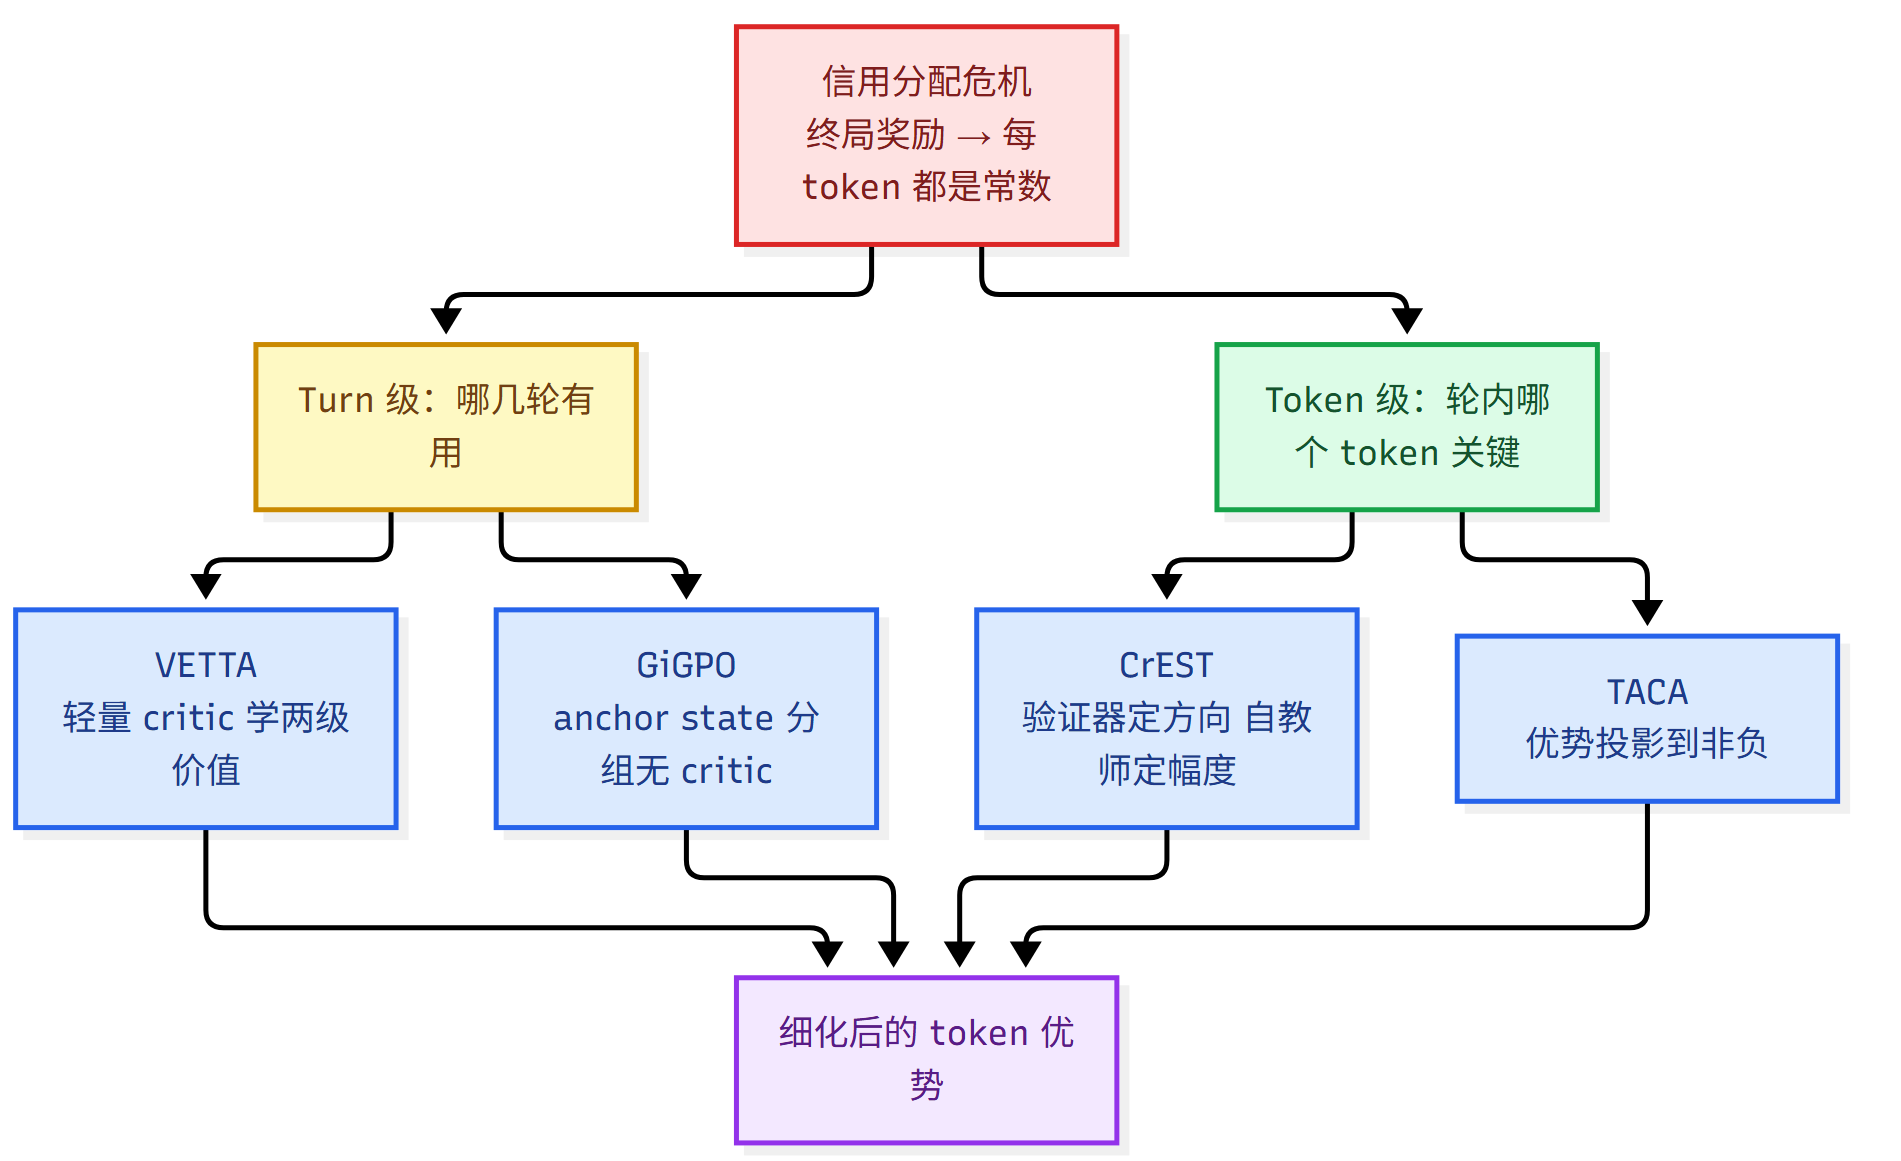 信用分配危机
终局奖励 → 每
token 都是常数
Turn 级：哪几轮有
用
Token 级：轮内哪
个 token 关键
VETTA
轻量 critic 学两级
价值
GiGPO
anchor state 分
组无 critic
CrEST
验证器定方向 自教
师定幅度
TACA
优势投影到非负
细化后的 token 优
势